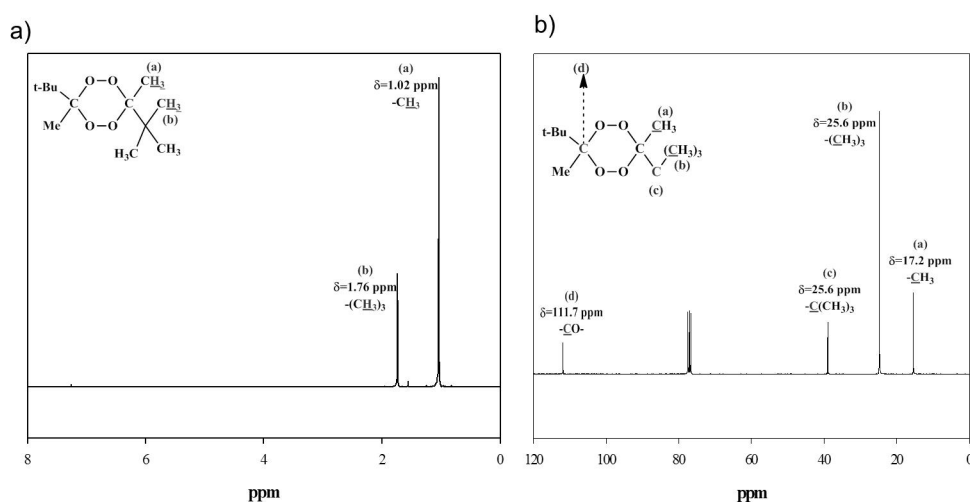 a)
(a)
t-Bu
O
O
CH3
C
C
CH3
Me
O
O
(b)
H3C
CH3
(a)
δ=1.02 ppm
-CH3
(b)
δ=1.76 ppm
-(CH3)3
8
6
4
2
0
ppm
b)
(d)
(a)
t-Bu
O
O
CH3
C
C
(CH3)3
Me
O
O
C
(b)
(c)
(b)
δ=25.6 ppm
-(CH3)3
(a)
δ=17.2 ppm
-CH3
(c)
δ=25.6 ppm
-C(CH3)3
(d)
δ=111.7 ppm
-CO-
120
100
80
60
40
20
0
ppm